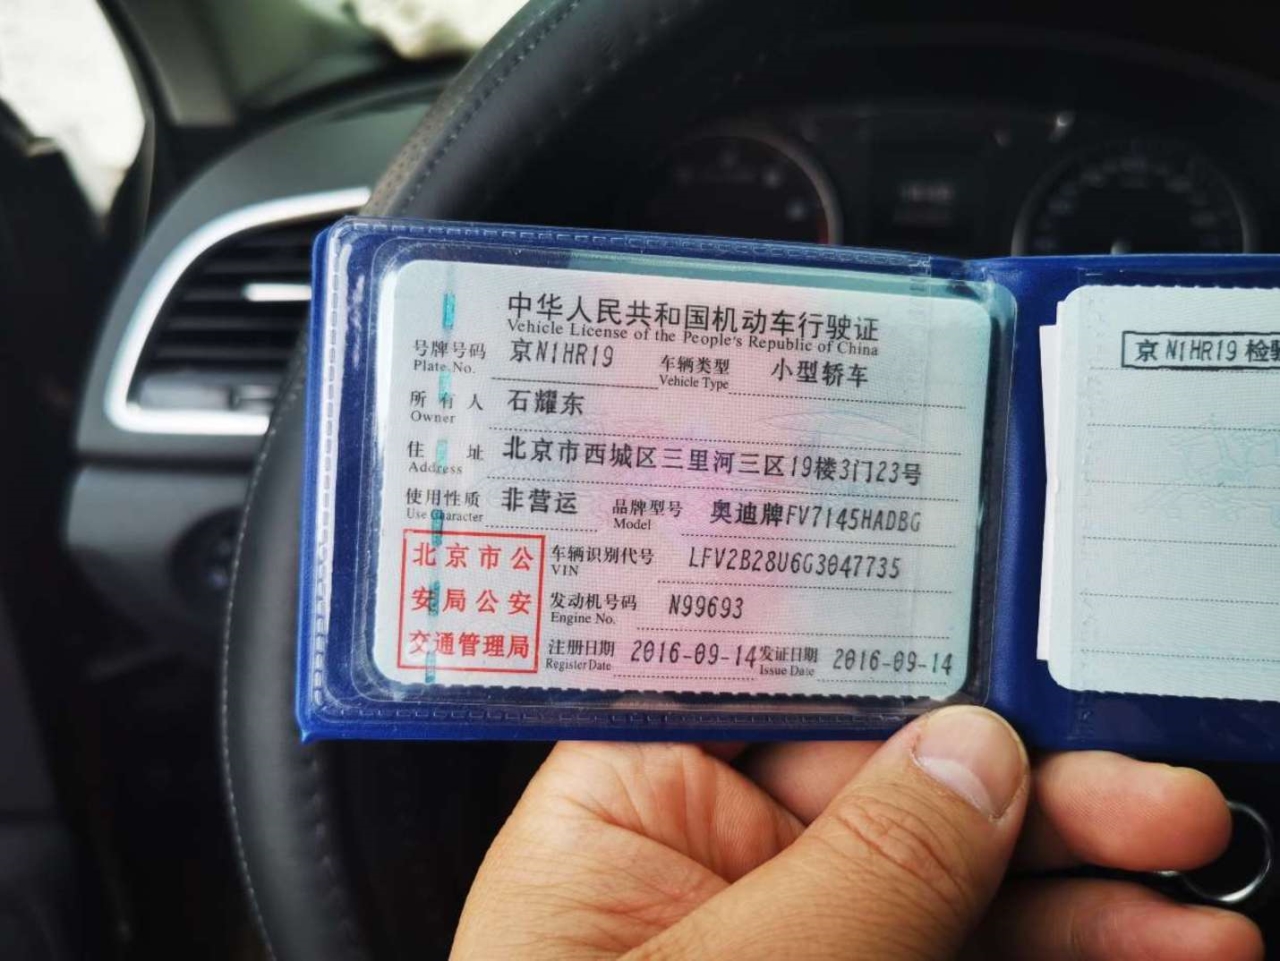 中华人民共和国机动车行驶证
Vehicle License of the People's Republic of China
号牌号码 京N1HR19 车辆类型 小型轿车
Plate No. Vehicle Type
所有人 石耀东
Owner
住址 北京市西城区三里河三区19楼3门23号
Address
使用性质 非营运 品牌型号 奥迪牌FV7145HADBG
Use Character Model
北京市公
安局公安
交通管理局
车辆识别代号 LFV2B28U6G3047735
VIN
发动机号码 N99693
Engine No.
注册日期 2016-09-14 发证日期 2016-09-14
Register Date Issue Date
京N1HR19 检验